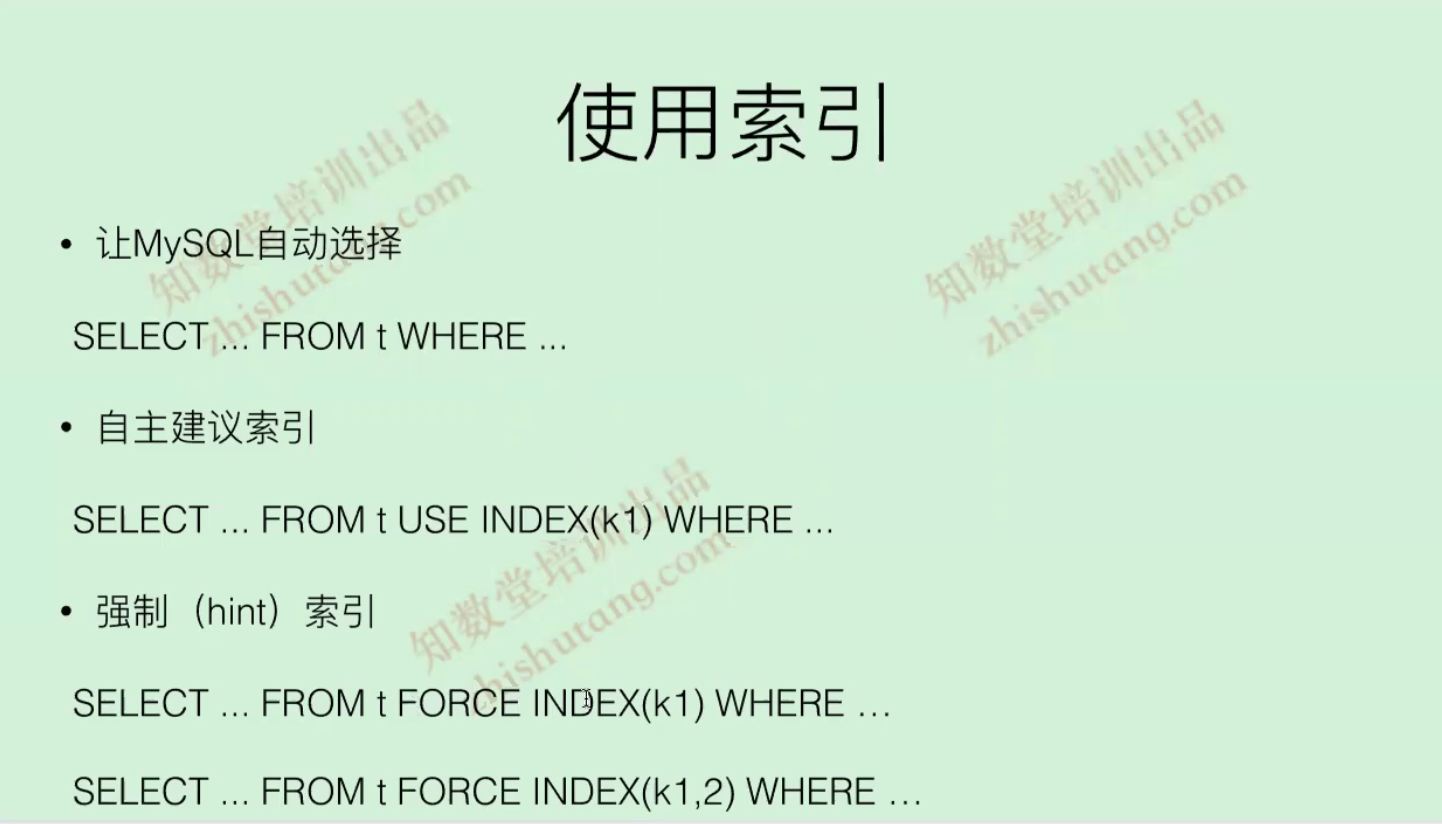 使用索引
• 让MySQL自动选择
SELECT ... FROM t WHERE ...
• 自主建议索引
SELECT ... FROM t USE INDEX(k1) WHERE ...
• 强制（hint）索引
SELECT ... FROM t FORCE INDEX(k1) WHERE ...
SELECT ... FROM t FORCE INDEX(k1,2) WHERE ...
知数堂培训出品
zhishutang.com
知数堂培训出品
zhishutang.com
知数堂培训出品
zhishutang.com